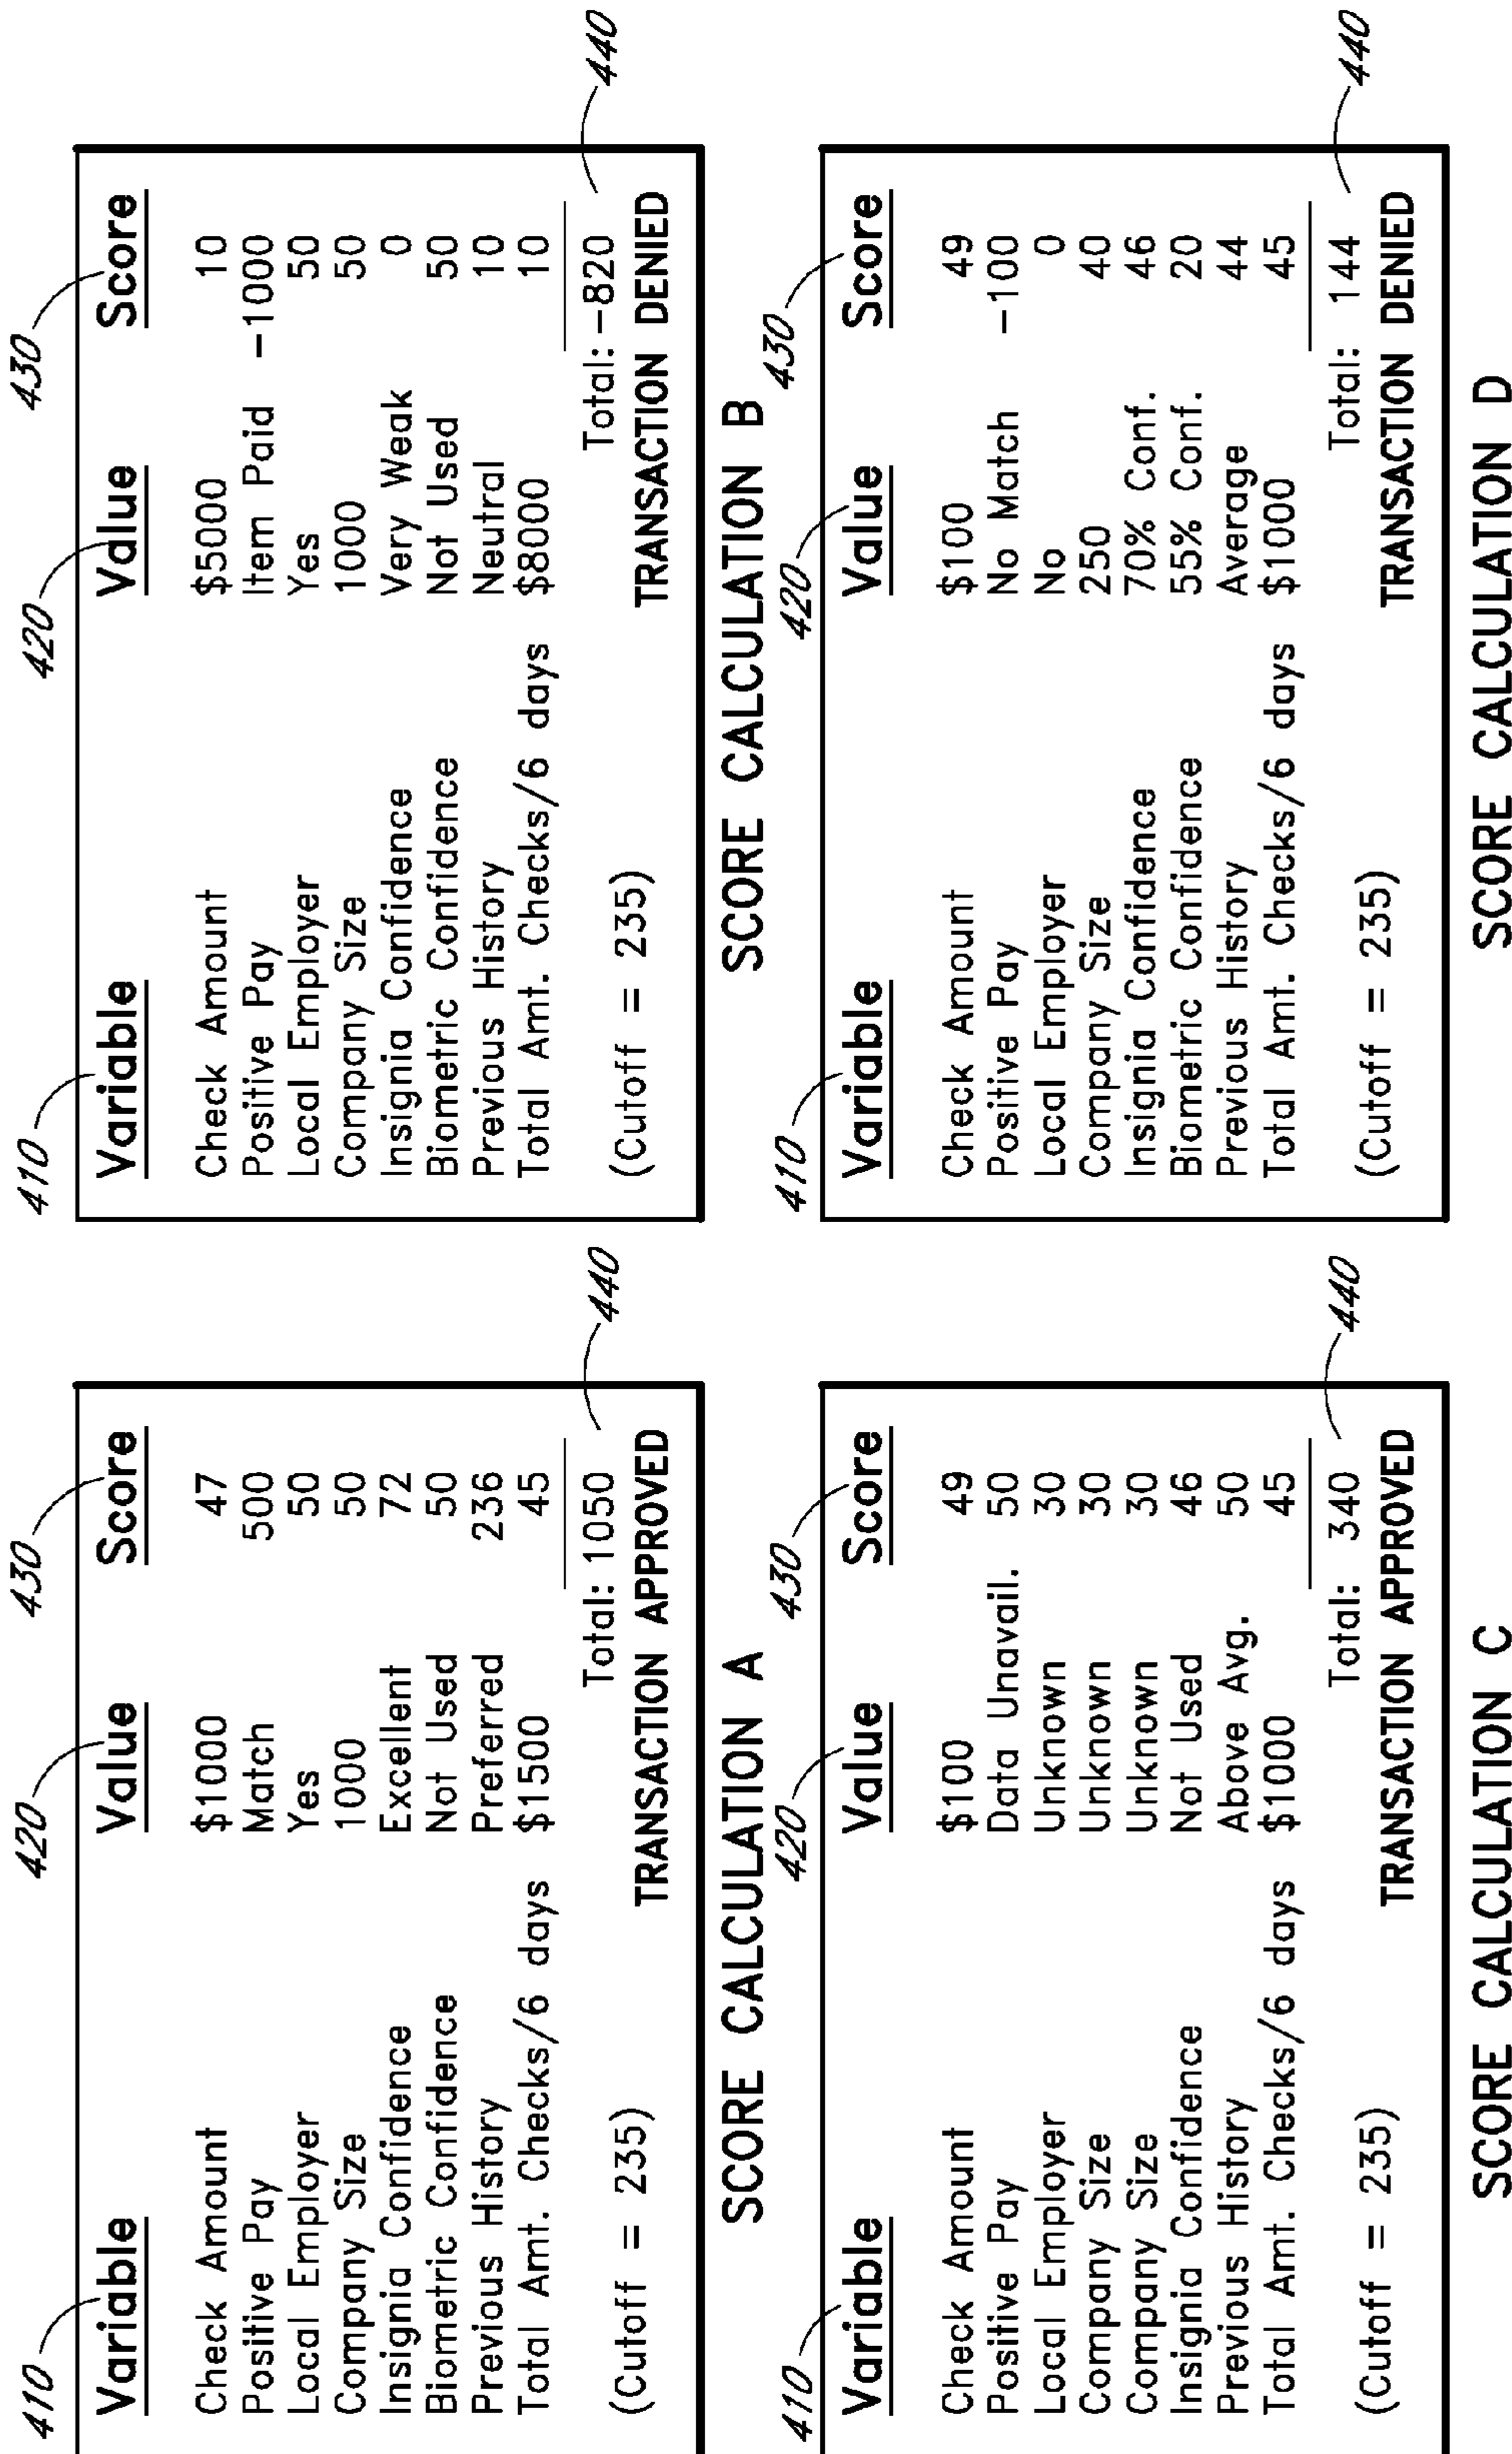 410 420 430
Variable Value Score
Check Amount $1000 47
Positive Pay Match 500
Local Employer Yes 50
Company Size 1000 50
Insignia Confidence Excellent 72
Biometric Confidence Not Used 50
Previous History Preferred 236
Total Amt. Checks/6 days $1500 45
Total: 1050 440
(Cutoff = 235) TRANSACTION APPROVED
SCORE CALCULATION A
410 420 430
Variable Value Score
Check Amount $5000 10
Positive Pay Item Paid -1000
Local Employer Yes 50
Company Size 1000 50
Insignia Confidence Very Weak 0
Biometric Confidence Not Used 50
Previous History Neutral 10
Total Amt. Checks/6 days $8000 10
Total: -820 440
(Cutoff = 235) TRANSACTION DENIED
SCORE CALCULATION B
410 420 430
Variable Value Score
Check Amount $100 49
Positive Pay Data Unavail. 50
Local Employer Unknown 30
Company Size Unknown 30
Company Size Unknown 30
Insignia Confidence Not Used 46
Previous History Above Avg. 50
Total Amt. Checks/6 days $1000 45
Total: 340 440
(Cutoff = 235) TRANSACTION APPROVED
SCORE CALCULATION C
410 420 430
Variable Value Score
Check Amount $100 49
Positive Pay No Match -100
Local Employer No 0
Company Size 250 40
Insignia Confidence 70% Conf. 46
Biometric Confidence 55% Conf. 20
Previous History Average 44
Total Amt. Checks/6 days $1000 45
Total: 144 440
(Cutoff = 235) TRANSACTION DENIED
SCORE CALCULATION D